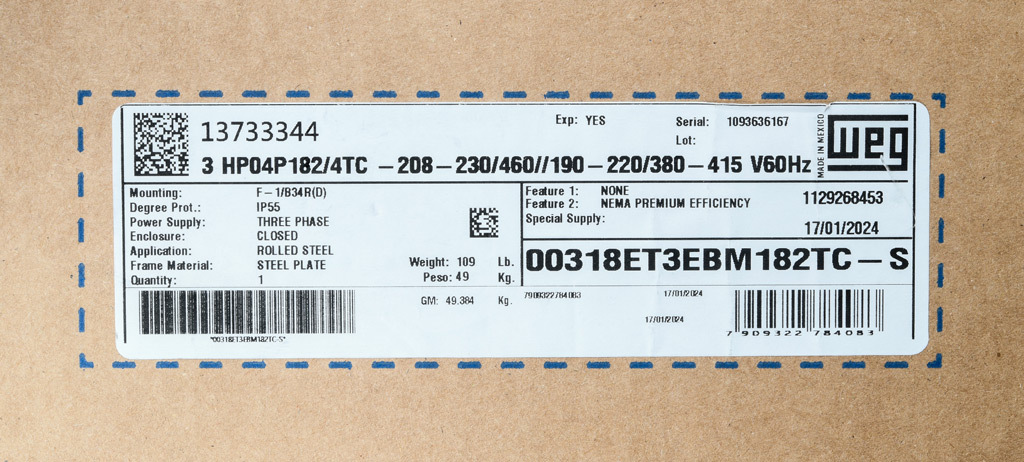 13733344
Exp: YES
Serial: 1093636167
Lot:
MADE IN MEXICO
weg
3 HP04P182/4TC -208-230/460//190-220/380-415 V60Hz
Mounting: F-1/B34R(D)
Degree Prot.: IP55
Power Supply: THREE PHASE
Enclosure: CLOSED
Application: ROLLED STEEL
Frame Material: STEEL PLATE
Quantity: 1
Weight: 109 Lb.
Peso: 49 Kg.
GM: 49.384 Kg.
Feature 1: NONE
Feature 2: NEMA PREMIUM EFFICIENCY
Special Supply:
1129268453
17/01/2024
00318ET3EBM182TC-S
7909322784083
17/01/2024
17/01/2024
*00318ET3EBM182TC-S*
7 909322 784083